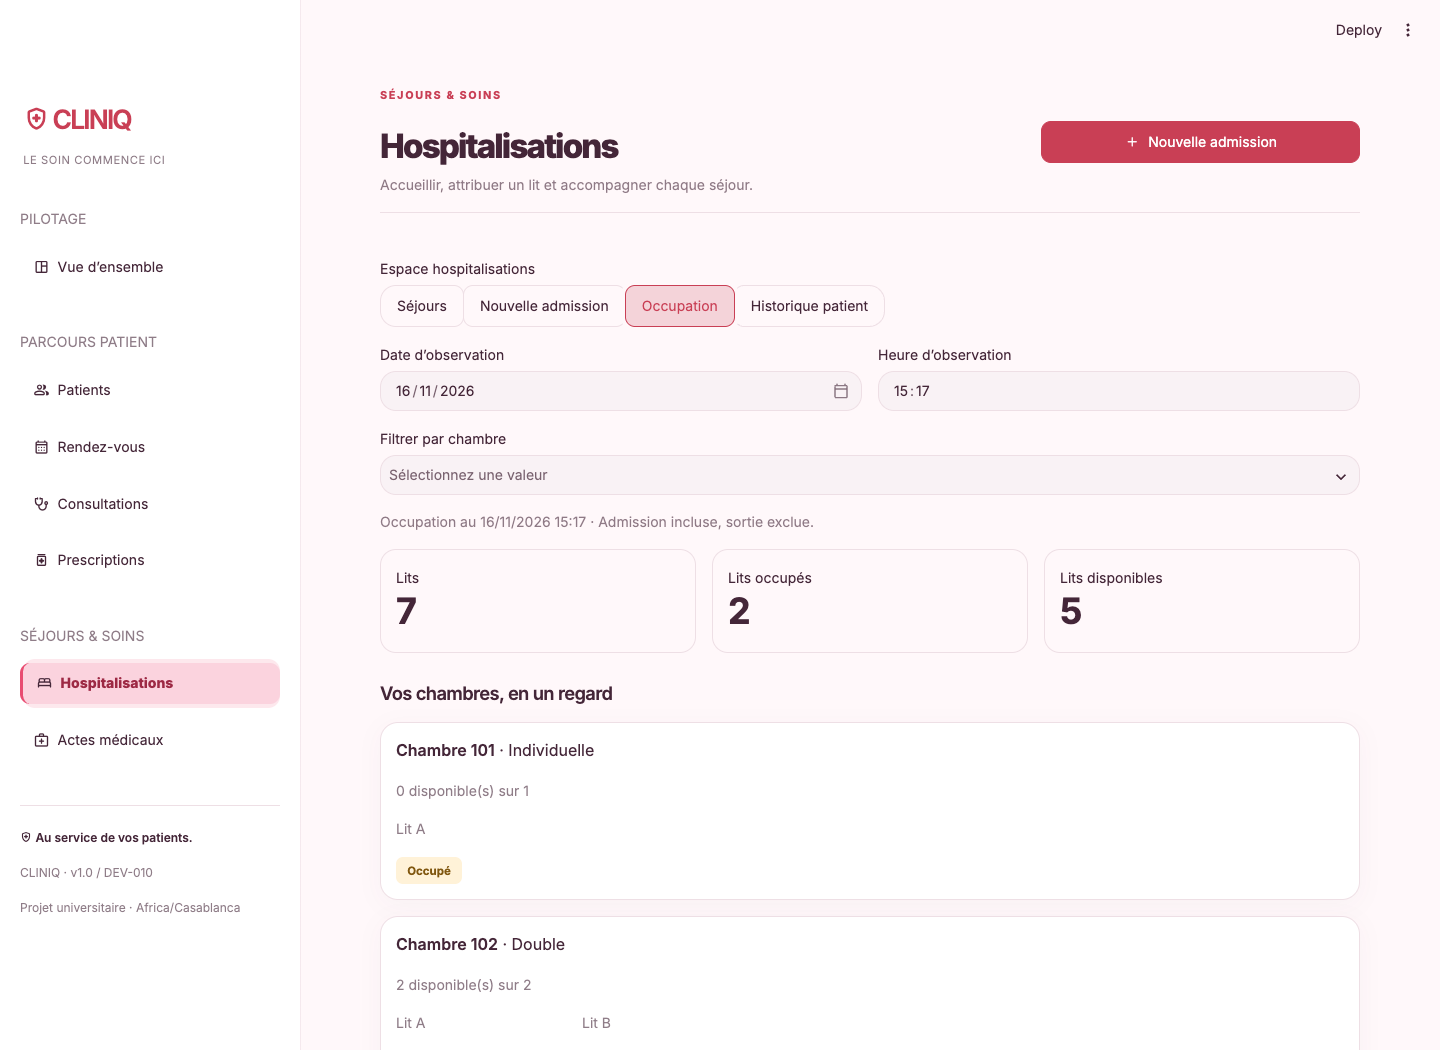 Deploy
CLINIQ
LE SOIN COMMENCE ICI
PILOTAGE
Vue d’ensemble
PARCOURS PATIENT
Patients
Rendez-vous
Consultations
Prescriptions
SÉJOURS & SOINS
Hospitalisations
Actes médicaux
Au service de vos patients.
CLINIQ · v1.0 / DEV-010
Projet universitaire · Africa/Casablanca
SÉJOURS & SOINS
Hospitalisations
Nouvelle admission
Accueillir, attribuer un lit et accompagner chaque séjour.
Espace hospitalisations
Séjours Nouvelle admission Occupation Historique patient
Date d’observation Heure d’observation
16/11/2026 15:17
Filtrer par chambre
Sélectionnez une valeur
Occupation au 16/11/2026 15:17 · Admission incluse, sortie exclue.
Lits Lits occupés Lits disponibles
7 2 5
Vos chambres, en un regard
Chambre 101 · Individuelle
0 disponible(s) sur 1
Lit A
Occupé
Chambre 102 · Double
2 disponible(s) sur 2
Lit A Lit B